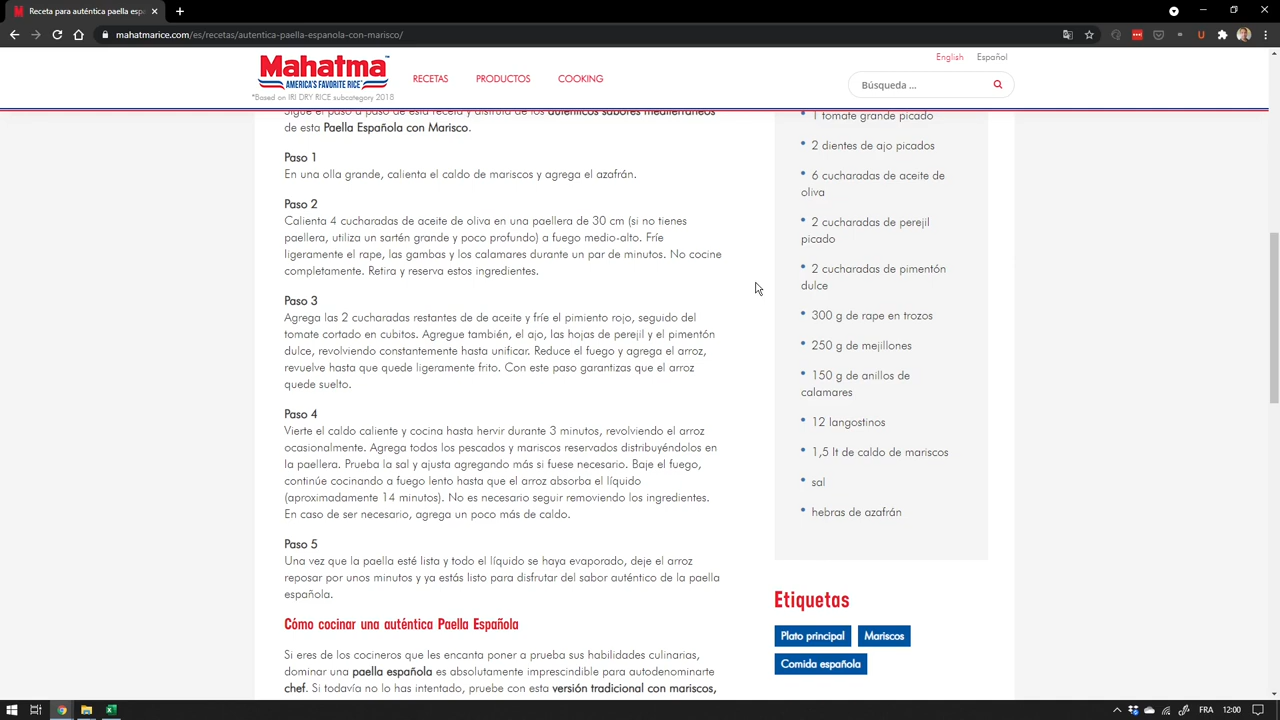 Receta para auténtica paella esp
mahatmarice.com/es/recetas/autentica-paella-espanola-con-marisco/
English Español
Mahatma
AMERICA'S FAVORITE RICE
*Based on IRI DRY RICE subcategory 2018
RECETAS PRODUCTOS COOKING
Búsqueda ...
Sigue el paso a paso de esta receta y disfruta de los auténticos sabores mediterráneos
de esta Paella Española con Marisco.
Paso 1
En una olla grande, calienta el caldo de mariscos y agrega el azafrán.
Paso 2
Calienta 4 cucharadas de aceite de oliva en una paellera de 30 cm (si no tienes
paellera, utiliza un sartén grande y poco profundo) a fuego medio-alto. Fríe
ligeramente el rape, las gambas y los calamares durante un par de minutos. No cocine
completamente. Retira y reserva estos ingredientes.
Paso 3
Agrega las 2 cucharadas restantes de de aceite y fríe el pimiento rojo, seguido del
tomate cortado en cubitos. Agregue también, el ajo, las hojas de perejil y el pimentón
dulce, revolviendo constantemente hasta unificar. Reduce el fuego y agrega el arroz,
revuelve hasta que quede ligeramente frito. Con este paso garantizas que el arroz
quede suelto.
Paso 4
Vierte el caldo caliente y cocina hasta hervir durante 3 minutos, revolviendo el arroz
ocasionalmente. Agrega todos los pescados y mariscos reservados distribuyéndolos en
la paellera. Prueba la sal y ajusta agregando más si fuese necesario. Baje el fuego,
continúe cocinando a fuego lento hasta que el arroz absorba el líquido
(aproximadamente 14 minutos). No es necesario seguir removiendo los ingredientes.
En caso de ser necesario, agrega un poco más de caldo.
Paso 5
Una vez que la paella esté lista y todo el líquido se haya evaporado, deje el arroz
reposar por unos minutos y ya estás listo para disfrutar del sabor auténtico de la paella
española.
Cómo cocinar una auténtica Paella Española
Si eres de los cocineros que les encanta poner a prueba sus habilidades culinarias,
dominar una paella española es absolutamente imprescindible para autodenominarte
chef. Si todavía no lo has intentado, pruebe con esta versión tradicional con mariscos,
1 tomate grande picado
2 dientes de ajo picados
6 cucharadas de aceite de
oliva
2 cucharadas de perejil
picado
2 cucharadas de pimentón
dulce
300 g de rape en trozos
250 g de mejillones
150 g de anillos de
calamares
12 langostinos
1,5 lt de caldo de mariscos
sal
hebras de azafrán
Etiquetas
Plato principal Mariscos
Comida española
FRA 12:00